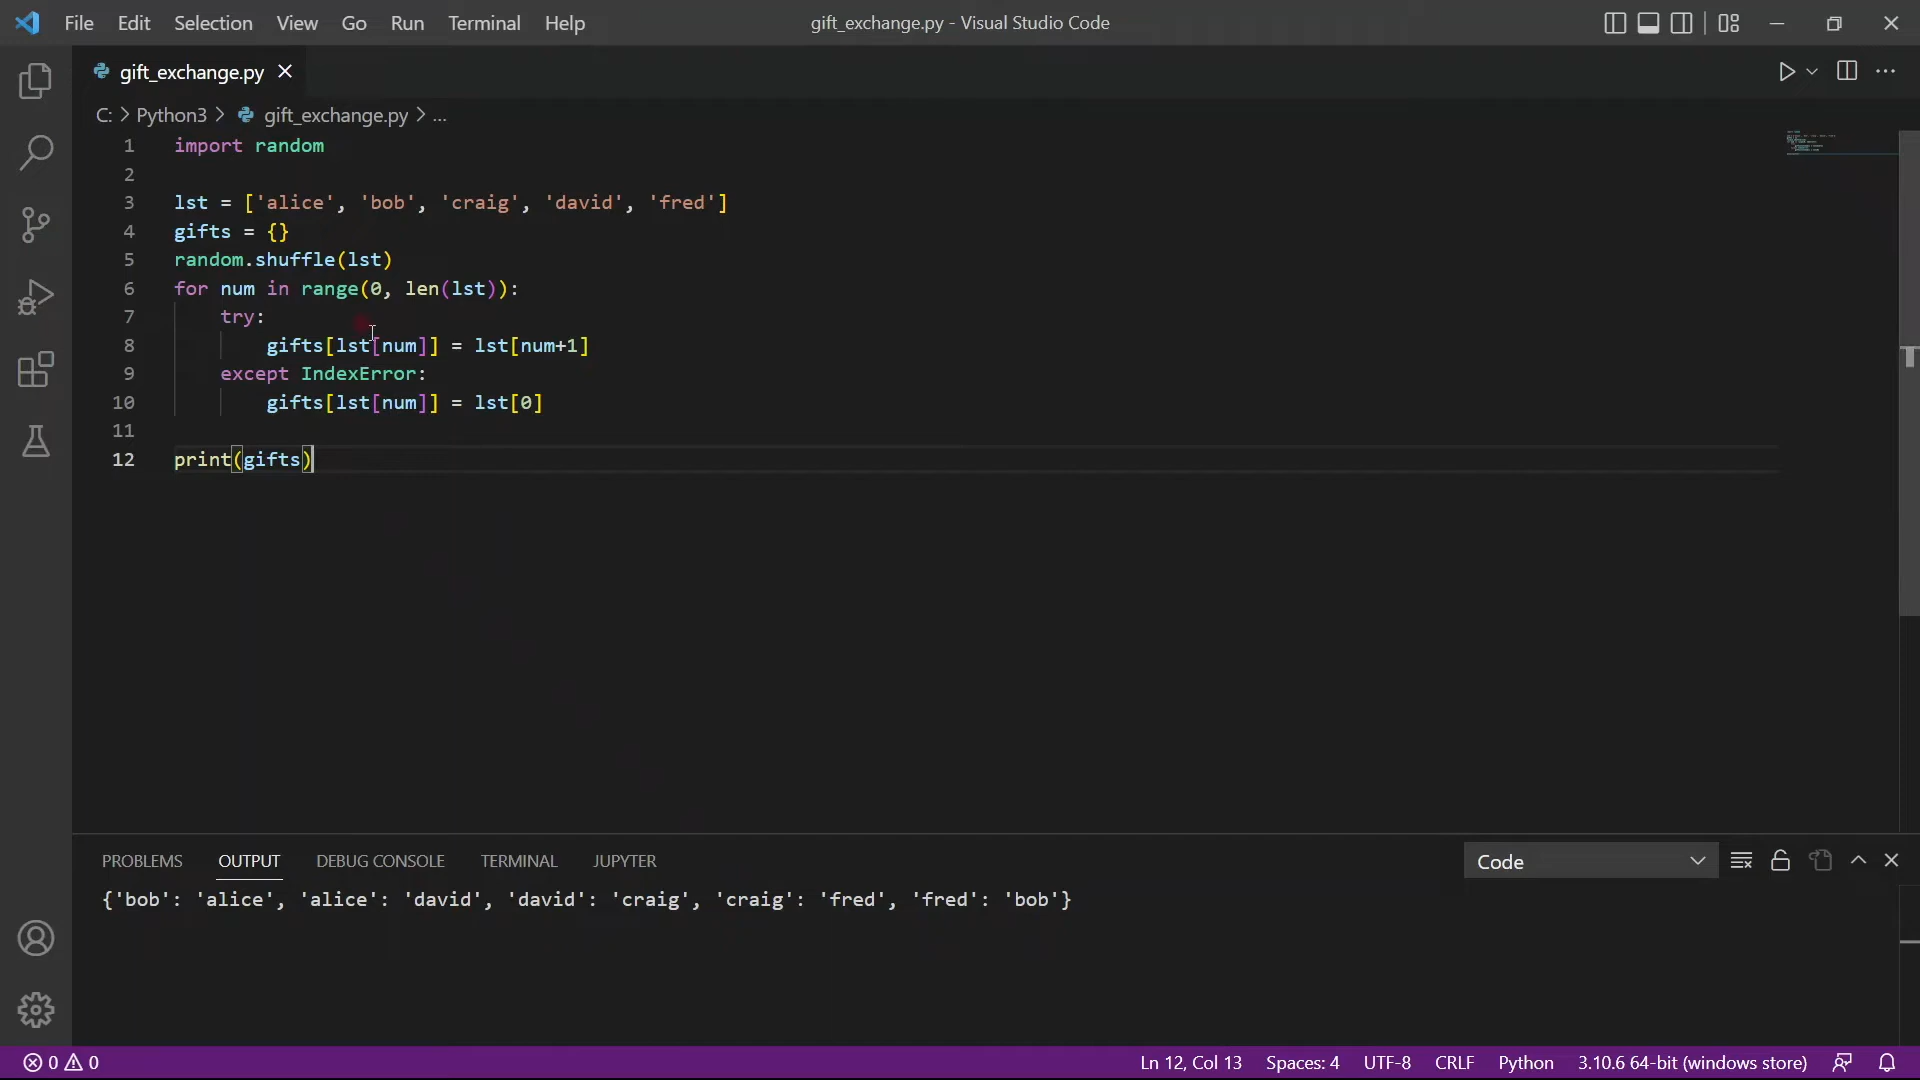 File Edit Selection View Go Run Terminal Help gift_exchange.py - Visual Studio Code
gift_exchange.py
C: > Python3 > gift_exchange.py > ...
1 import random
2
3 lst = ['alice', 'bob', 'craig', 'david', 'fred']
4 gifts = {}
5 random.shuffle(lst)
6 for num in range(0, len(lst)):
7     try:
8         gifts[lst[num]] = lst[num+1]
9     except IndexError:
10         gifts[lst[num]] = lst[0]
11
12 print(gifts)
PROBLEMS OUTPUT DEBUG CONSOLE TERMINAL JUPYTER Code
{'bob': 'alice', 'alice': 'david', 'david': 'craig', 'craig': 'fred', 'fred': 'bob'}
0 0 Ln 12, Col 13 Spaces: 4 UTF-8 CRLF Python 3.10.6 64-bit (windows store)